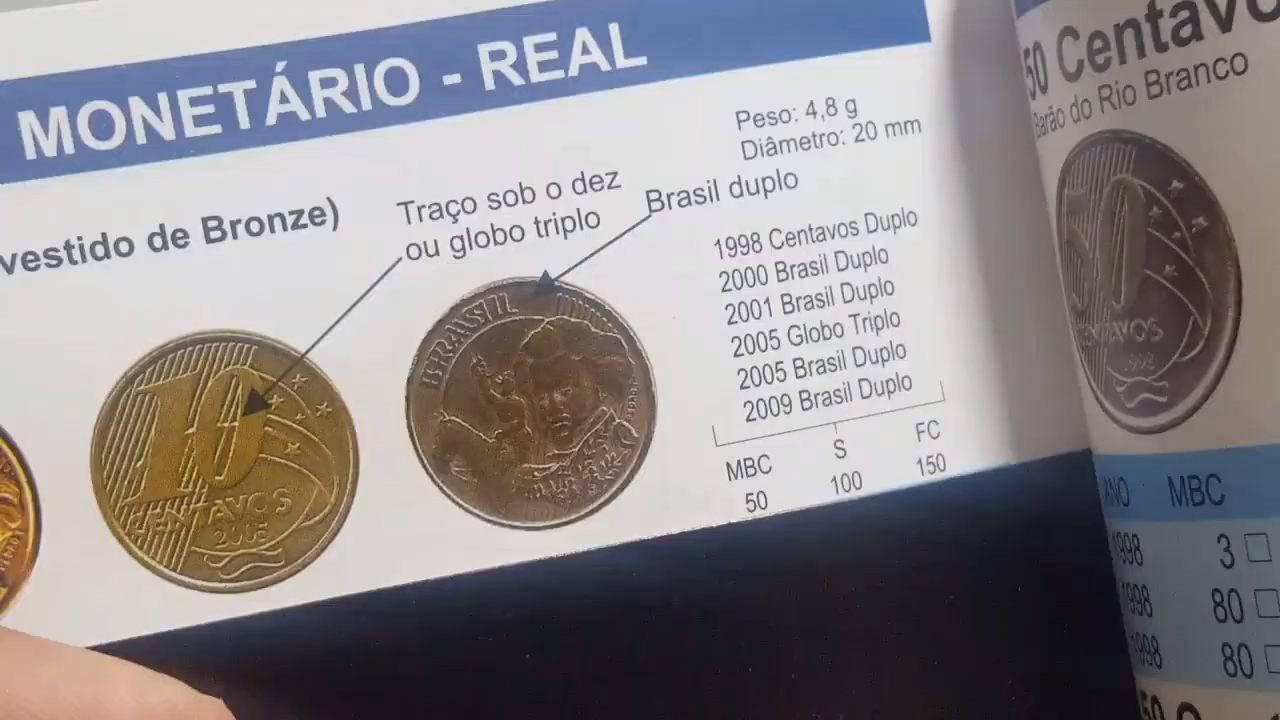 MONETÁRIO - REAL
Peso: 4,8 g
Diâmetro: 20 mm
vestido de Bronze)
Traço sob o dez
ou globo triplo
Brasil duplo
1998 Centavos Duplo
2000 Brasil Duplo
2001 Brasil Duplo
2005 Globo Triplo
2005 Brasil Duplo
2009 Brasil Duplo
MBC S FC
50 100 150
10
CENTAVOS
2005
BRASIL
50 Centavo
Barão do Rio Branco
50
CENTAVOS
1998
ANO MBC
1998 3
1998 80
1998 80